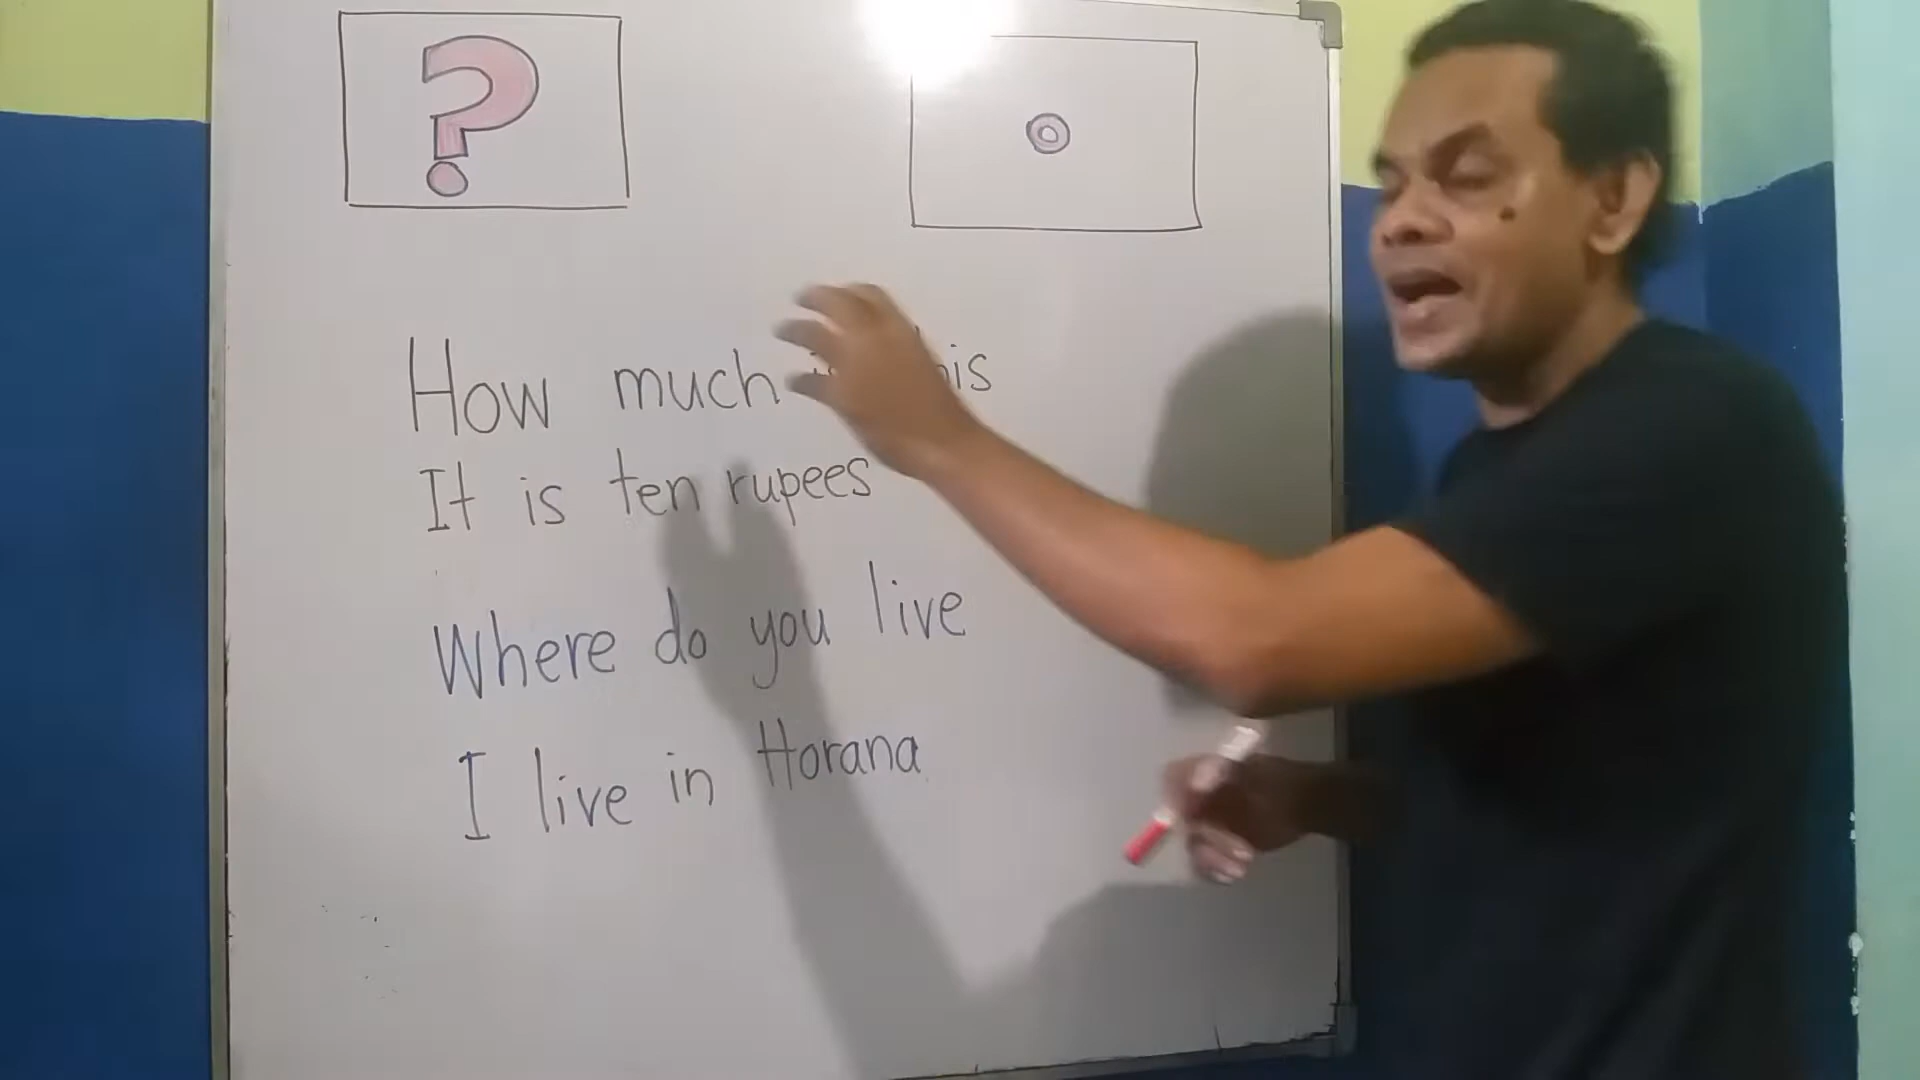 ?
How much is this
It is ten rupees
Where do you live
I live in Horana